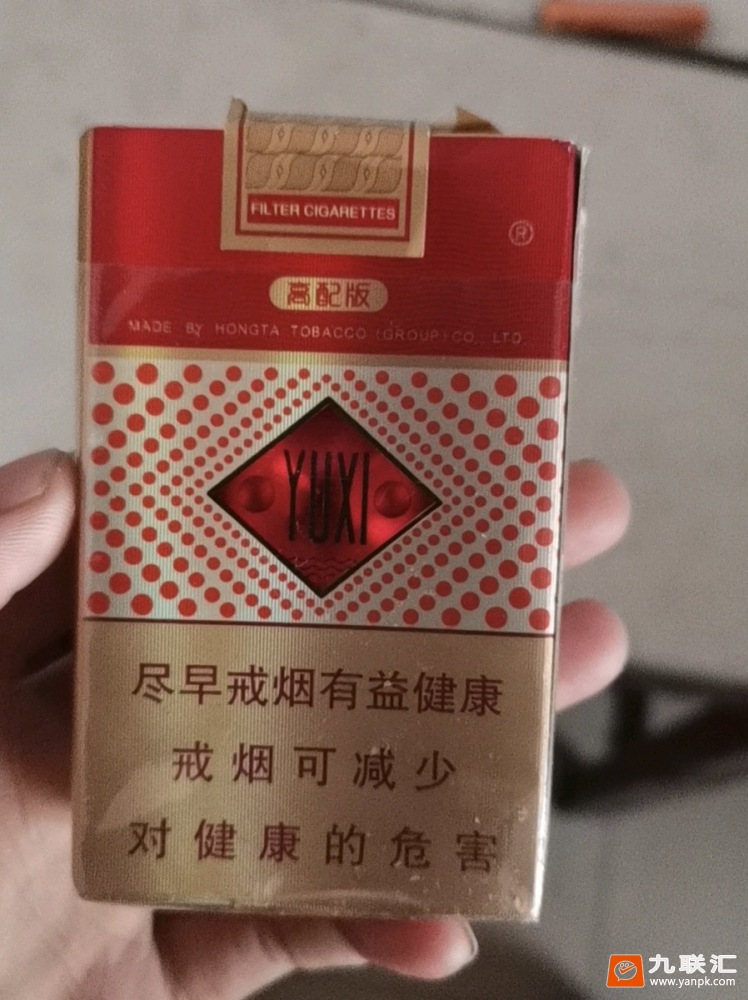 FILTER CIGARETTES
®
高配版
MADE BY HONGTA TOBACCO (GROUP) CO., LTD
YUXI
尽早戒烟有益健康
戒烟可减少
对健康的危害
九联汇
www.yanpk.com